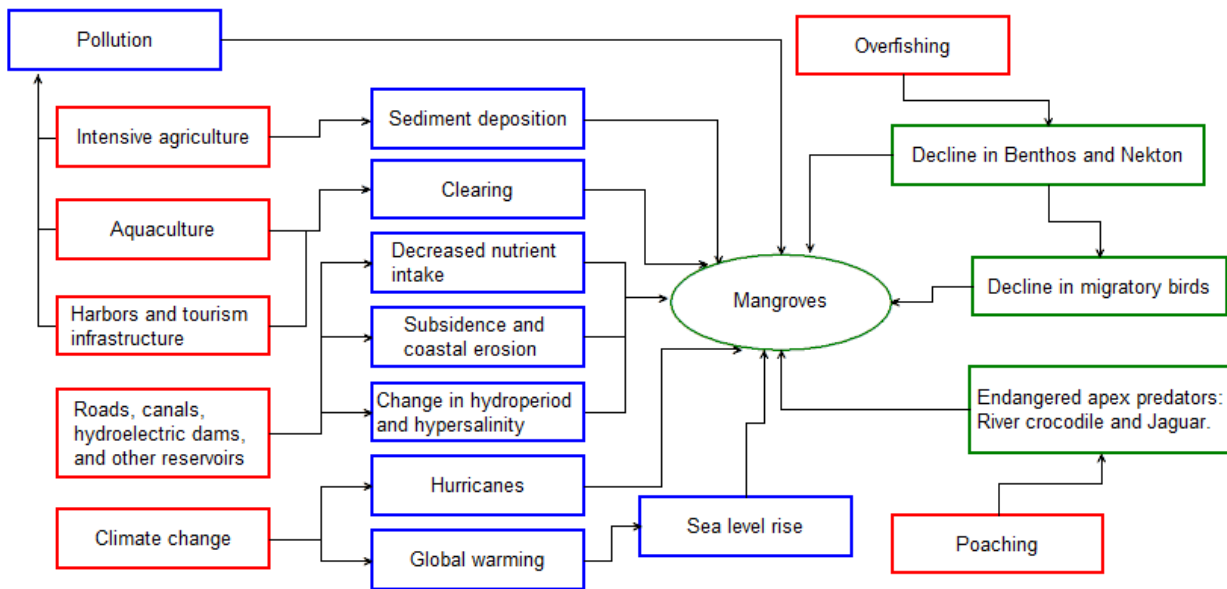 Pollution
Overfishing
Intensive agriculture
Sediment deposition
Decline in Benthos and Nekton
Clearing
Aquaculture
Decreased nutrient
intake
Mangroves
Decline in migratory birds
Harbors and tourism
infrastructure
Subsidence and
coastal erosion
Roads, canals,
hydroelectric dams,
and other reservoirs
Change in hydroperiod
and hypersalinity
Endangered apex predators:
River crocodile and Jaguar.
Hurricanes
Climate change
Global warming
Sea level rise
Poaching